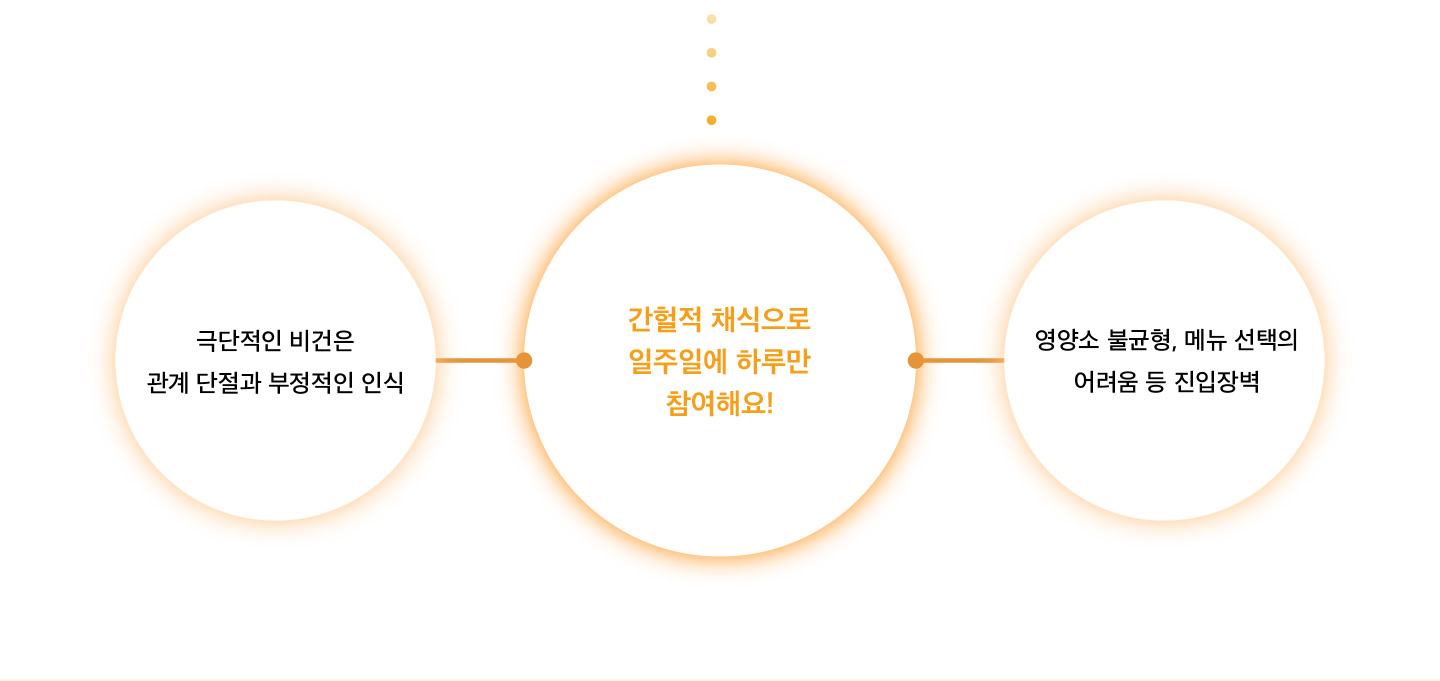 극단적인 비건은
관계 단절과 부정적인 인식
간헐적 채식으로
일주일에 하루만
참여해요!
영양소 불균형, 메뉴 선택의
어려움 등 진입장벽